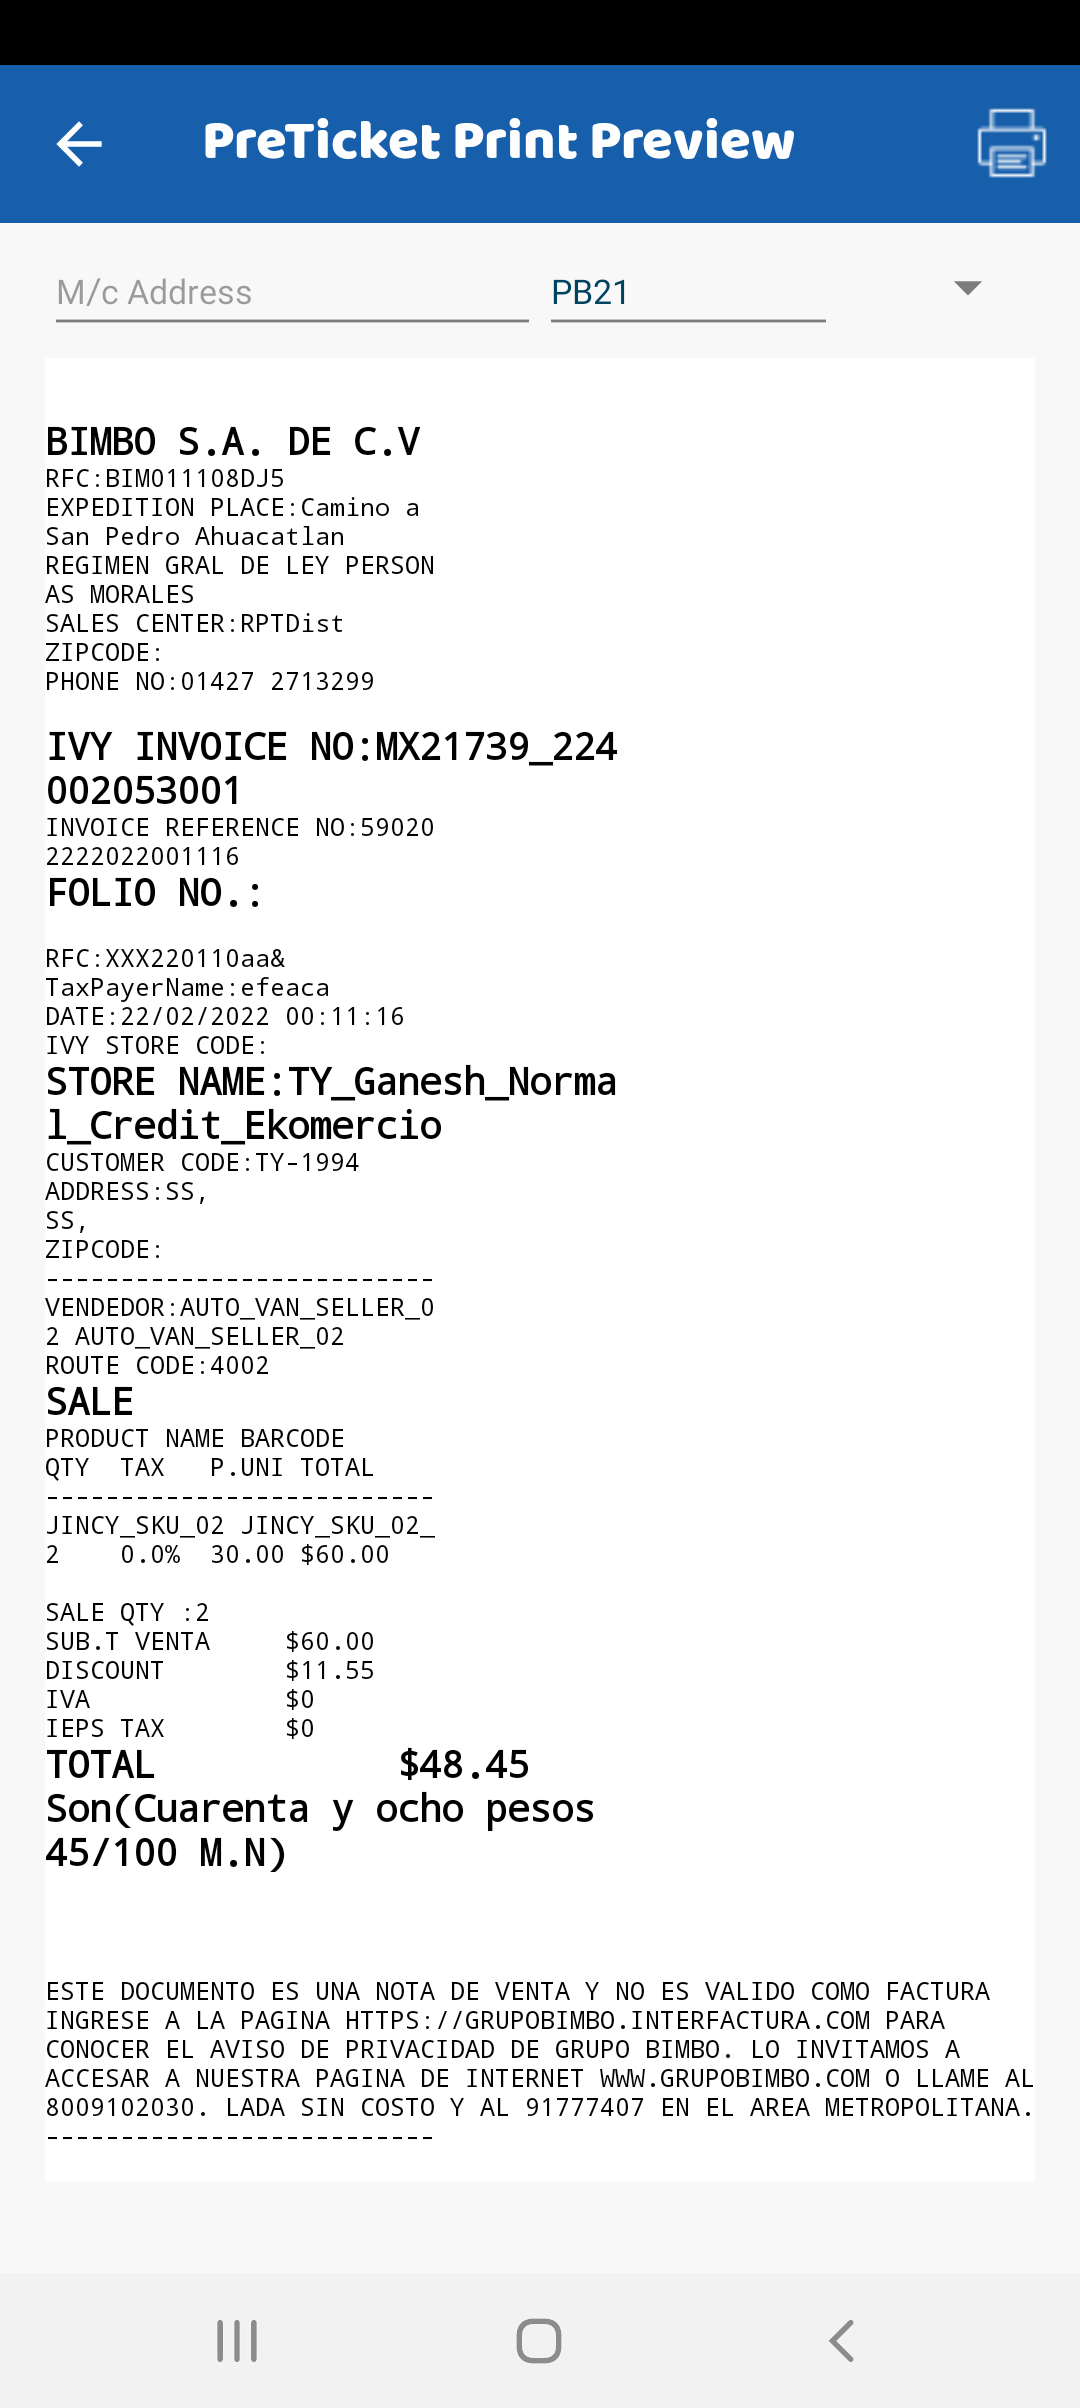 PreTicket Print Preview
M/c Address PB21
BIMBO S.A. DE C.V
RFC:BIM011108DJ5
EXPEDITION PLACE:Camino a
San Pedro Ahuacatlan
REGIMEN GRAL DE LEY PERSON
AS MORALES
SALES CENTER:RPTDist
ZIPCODE:
PHONE NO:01427 2713299
IVY INVOICE NO:MX21739_224
002053001
INVOICE REFERENCE NO:59020
2222022001116
FOLIO NO.:
RFC:XXX220110aa&
TaxPayerName:efeaca
DATE:22/02/2022 00:11:16
IVY STORE CODE:
STORE NAME:TY_Ganesh_Norma
l_Credit_Ekomercio
CUSTOMER CODE:TY-1994
ADDRESS:SS,
SS,
ZIPCODE:
--------------------------
VENDEDOR:AUTO_VAN_SELLER_0
2 AUTO_VAN_SELLER_02
ROUTE CODE:4002
SALE
PRODUCT NAME BARCODE
QTY  TAX   P.UNI TOTAL
--------------------------
JINCY_SKU_02 JINCY_SKU_02_
2    0.0%  30.00 $60.00
SALE QTY :2
SUB.T VENTA     $60.00
DISCOUNT        $11.55
IVA             $0
IEPS TAX        $0
TOTAL           $48.45
Son(Cuarenta y ocho pesos
45/100 M.N)
ESTE DOCUMENTO ES UNA NOTA DE VENTA Y NO ES VALIDO COMO FACTURA
INGRESE A LA PAGINA HTTPS://GRUPOBIMBO.INTERFACTURA.COM PARA
CONOCER EL AVISO DE PRIVACIDAD DE GRUPO BIMBO. LO INVITAMOS A
ACCESAR A NUESTRA PAGINA DE INTERNET WWW.GRUPOBIMBO.COM O LLAME AL
8009102030. LADA SIN COSTO Y AL 91777407 EN EL AREA METROPOLITANA.
--------------------------